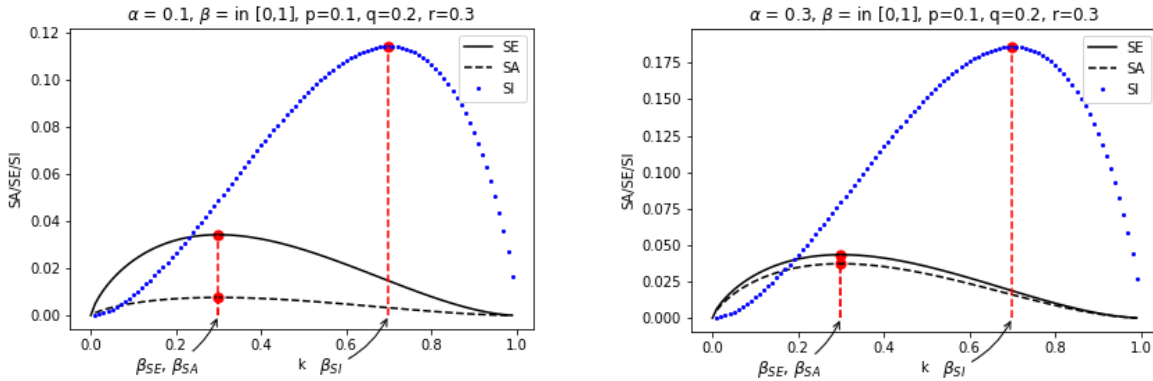 α = 0.1, β = in [0,1], p=0.1, q=0.2, r=0.3
SA/SE/SI
0.12
0.10
0.08
0.06
0.04
0.02
0.00
SE
SA
SI
0.0 0.2 0.4 0.6 0.8 1.0
β_SE, β_SA k β_SI
α = 0.3, β = in [0,1], p=0.1, q=0.2, r=0.3
SA/SE/SI
0.175
0.150
0.125
0.100
0.075
0.050
0.025
0.000
SE
SA
SI
0.0 0.2 0.4 0.6 0.8 1.0
β_SE, β_SA k β_SI